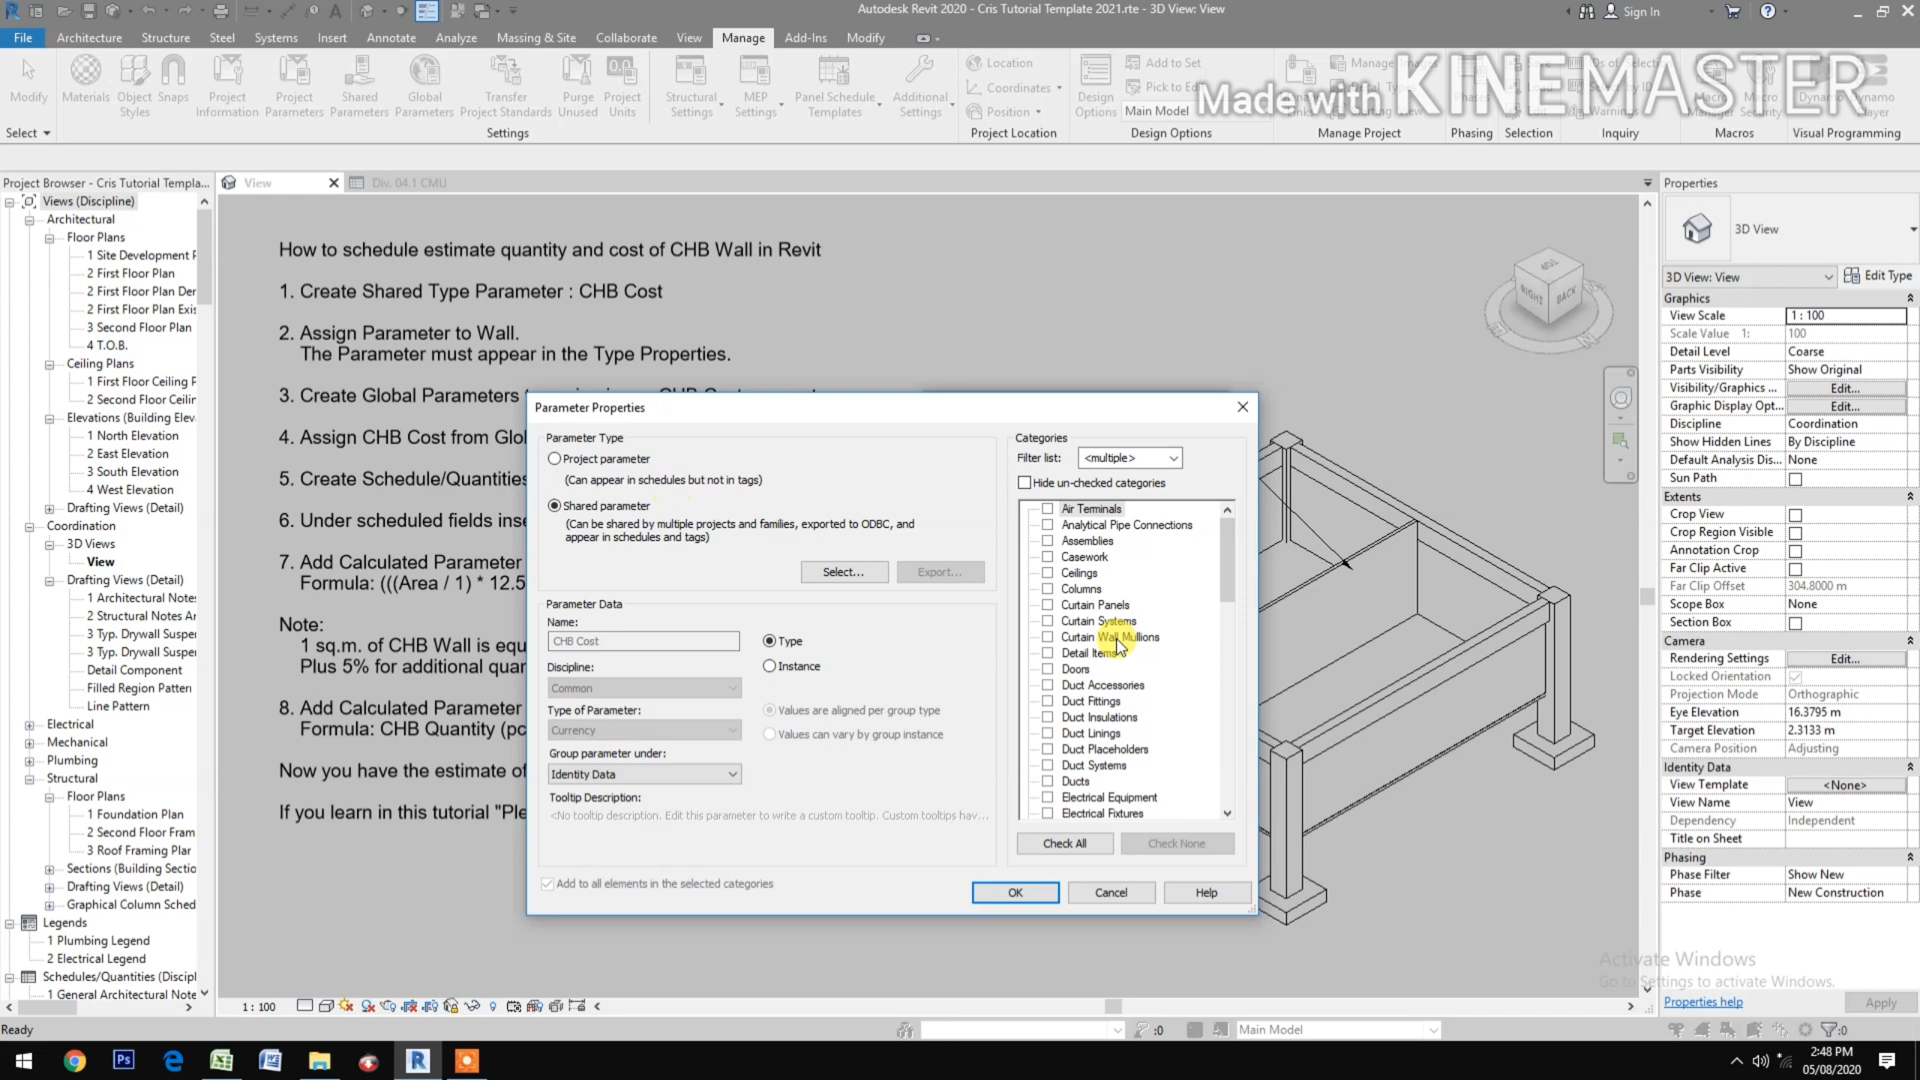 Autodesk Revit 2020 - Cris Tutorial Template 2021.rte - 3D View: View
Sign In
File Architecture Structure Steel Systems Insert Annotate Analyze Massing & Site Collaborate View Manage Add-Ins Modify
Modify
Materials
Object Styles
Snaps
Project Information
Project Parameters
Shared Parameters
Global Parameters
Transfer Project Standards
Purge Unused
Project Units
Structural Settings
MEP Settings
Panel Schedule Templates
Additional Settings
Location
Coordinates
Position
Design Options
Add to Set
Pick to Edit
Main Model
Made with KINEMASTER
Select
Settings
Project Location
Design Options
Manage Project
Phasing
Selection
Inquiry
Macros
Visual Programming
Project Browser - Cris Tutorial Templa...
View
Div. 04.1 CMU
Properties
Views (Discipline)
Architectural
Floor Plans
1 Site Development F
2 First Floor Plan
2 First Floor Plan Der
2 First Floor Plan Exis
3 Second Floor Plan
4 T.O.B.
Ceiling Plans
1 First Floor Ceiling F
2 Second Floor Ceilir
Elevations (Building Elev
1 North Elevation
2 East Elevation
3 South Elevation
4 West Elevation
Drafting Views (Detail)
Coordination
3D Views
View
Drafting Views (Detail)
1 Architectural Notes
2 Structural Notes Ar
3 Typ. Drywall Suspe
3 Typ. Drywall Suspe
Detail Component
Filled Region Pattern
Line Pattern
Electrical
Mechanical
Plumbing
Structural
Floor Plans
1 Foundation Plan
2 Second Floor Fram
3 Roof Framing Plar
Sections (Building Sectio
Drafting Views (Detail)
Graphical Column Sched
Legends
1 Plumbing Legend
2 Electrical Legend
Schedules/Quantities (Discipl
1 General Architectural Note
How to schedule estimate quantity and cost of CHB Wall in Revit
1. Create Shared Type Parameter : CHB Cost
2. Assign Parameter to Wall.
The Parameter must appear in the Type Properties.
3. Create Global Parameters
4. Assign CHB Cost from Glo
5. Create Schedule/Quantities
6. Under scheduled fields inse
7. Add Calculated Parameter
Formula: (((Area / 1) * 12.5
Note:
1 sq.m. of CHB Wall is equ
Plus 5% for additional quar
8. Add Calculated Parameter
Formula: CHB Quantity (pc
Now you have the estimate of
If you learn in this tutorial "Ple
TOP
RIGHT
BACK
Parameter Properties
Parameter Type
Project parameter
(Can appear in schedules but not in tags)
Shared parameter
(Can be shared by multiple projects and families, exported to ODBC, and
appear in schedules and tags)
Select...
Export...
Parameter Data
Name:
CHB Cost
Type
Instance
Discipline:
Common
Type of Parameter:
Currency
Values are aligned per group type
Values can vary by group instance
Group parameter under:
Identity Data
Tooltip Description:
<No tooltip description. Edit this parameter to write a custom tooltip. Custom tooltips hav...
Add to all elements in the selected categories
Categories
Filter list:
<multiple>
Hide un-checked categories
Air Terminals
Analytical Pipe Connections
Assemblies
Casework
Ceilings
Columns
Curtain Panels
Curtain Systems
Curtain Wall Mullions
Detail Items
Doors
Duct Accessories
Duct Fittings
Duct Insulations
Duct Linings
Duct Placeholders
Duct Systems
Ducts
Electrical Equipment
Electrical Fixtures
Check All
Check None
OK
Cancel
Help
3D View
3D View: View
Edit Type
Graphics
View Scale 1 : 100
Scale Value 1: 100
Detail Level Coarse
Parts Visibility Show Original
Visibility/Graphics ... Edit...
Graphic Display Opt... Edit...
Discipline Coordination
Show Hidden Lines By Discipline
Default Analysis Dis... None
Sun Path
Extents
Crop View
Crop Region Visible
Annotation Crop
Far Clip Active
Far Clip Offset 304.8000 m
Scope Box None
Section Box
Camera
Rendering Settings Edit...
Locked Orientation
Projection Mode Orthographic
Eye Elevation 16.3795 m
Target Elevation 2.3133 m
Camera Position Adjusting
Identity Data
View Template <None>
View Name View
Dependency Independent
Title on Sheet
Phasing
Phase Filter Show New
Phase New Construction
Activate Windows
Go to Settings to activate Windows.
Properties help
Apply
1 : 100
Ready
:0
Main Model
:0
2:48 PM
05/08/2020